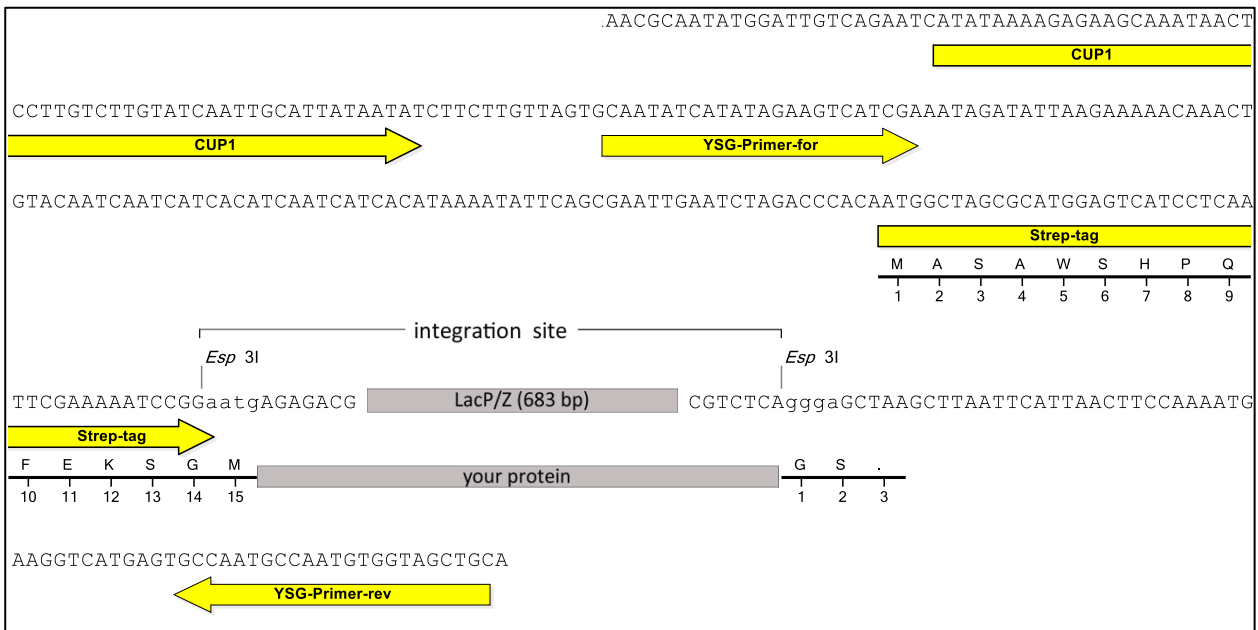 AACGCAATATGGATTGTCAGAATCATATAAAAGAGAAGCAAATAACT
CUP1
CCTTGTCTTGTATCAATTGCATTATAATATCTTCTTGTTAGTGCAATATCATATAGAAGTCATCGAAATAGATATTAAGAAAAACAAACT
CUP1 YSG-Primer-for
GTACAATCAATCATCACATCAATCATCACATAAAATATTCAGCGAATTGAATCTAGACCCACAATGGCTAGCGCATGGAGTCATCCTCAA
Strep-tag
M A S A W S H P Q
1 2 3 4 5 6 7 8 9
integration site
Esp 3I Esp 3I
TTCGAAAAATCCGGaatgAGAGACG LacP/Z (683 bp) CGTCTCAgggaGCTAAGCTTAATTCATTAACTTCCAAAATG
Strep-tag
F E K S G M your protein G S .
10 11 12 13 14 15 1 2 3
AAGGTCATGAGTGCCAATGCCAATGTGGTAGCTGCA
YSG-Primer-rev